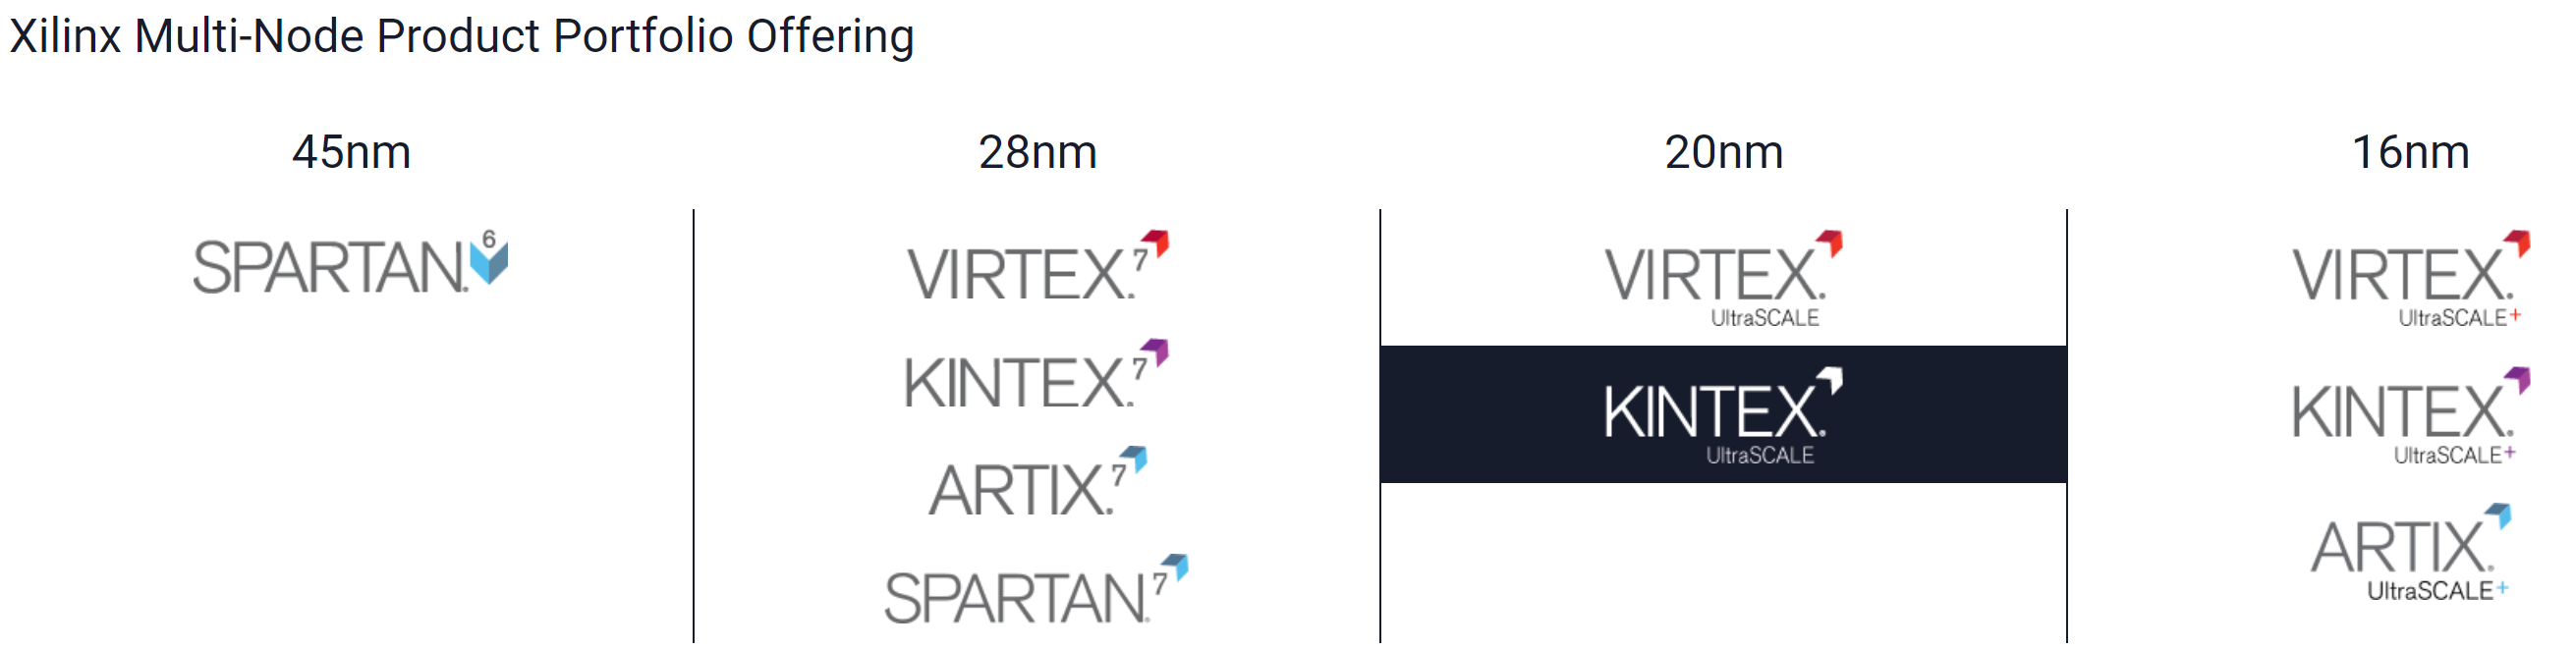 Xilinx Multi-Node Product Portfolio Offering
45nm
SPARTAN. 6
28nm
VIRTEX. 7
KINTEX. 7
ARTIX. 7
SPARTAN. 7
20nm
VIRTEX.
UltraSCALE
KINTEX.
UltraSCALE
16nm
VIRTEX.
UltraSCALE+
KINTEX.
UltraSCALE+
ARTIX.
UltraSCALE+